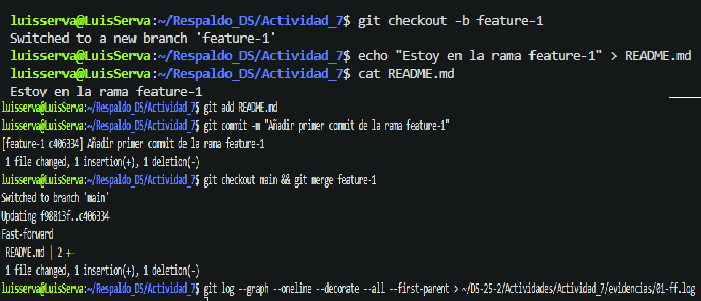 luisserva@LuisServa:~/Respaldo_DS/Actividad_7$ git checkout -b feature-1
Switched to a new branch 'feature-1'
luisserva@LuisServa:~/Respaldo_DS/Actividad_7$ echo "Estoy en la rama feature-1" > README.md
luisserva@LuisServa:~/Respaldo_DS/Actividad_7$ cat README.md
Estoy en la rama feature-1
luisserva@LuisServa:~/Respaldo_DS/Actividad_7$ git add README.md
luisserva@LuisServa:~/Respaldo_DS/Actividad_7$ git commit -m "Añadir primer commit de la rama feature-1"
[feature-1 c406334] Añadir primer commit de la rama feature-1
1 file changed, 1 insertion(+), 1 deletion(-)
luisserva@LuisServa:~/Respaldo_DS/Actividad_7$ git checkout main && git merge feature-1
Switched to branch 'main'
Updating f98813f..c406334
Fast-forward
README.md | 2 +-
1 file changed, 1 insertion(+), 1 deletion(-)
luisserva@LuisServa:~/Respaldo_DS/Actividad_7$ git log --graph --oneline --decorate --all --first-parent > ~/DS-25-2/Actividades/Actividad_7/evidencias/01-ff.log